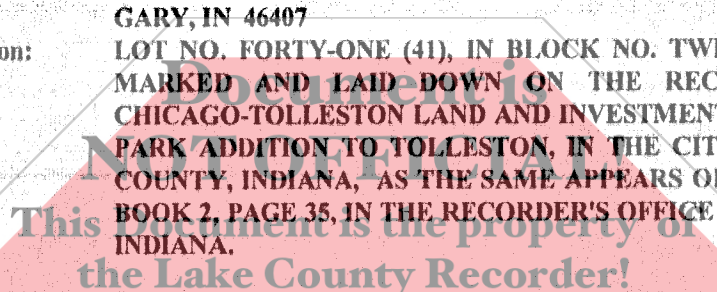 GARY, IN 46407
on:
LOT NO. FORTY-ONE (41), IN BLOCK NO.
MARKED AND LAID DOWN ON THE REC
CHICAGO-TOLLESTON LAND AND INVESTMENT
PARK ADDITION TO TOLLESTON, IN THE CIT
COUNTY, INDIANA, AS THE SAME APPEARS O
BOOK 2, PAGE 35, IN THE RECORDER'S OFFICE
INDIANA.
Document is
NOT OFFICIAL
This Document is the property of
the Lake County Recorder!